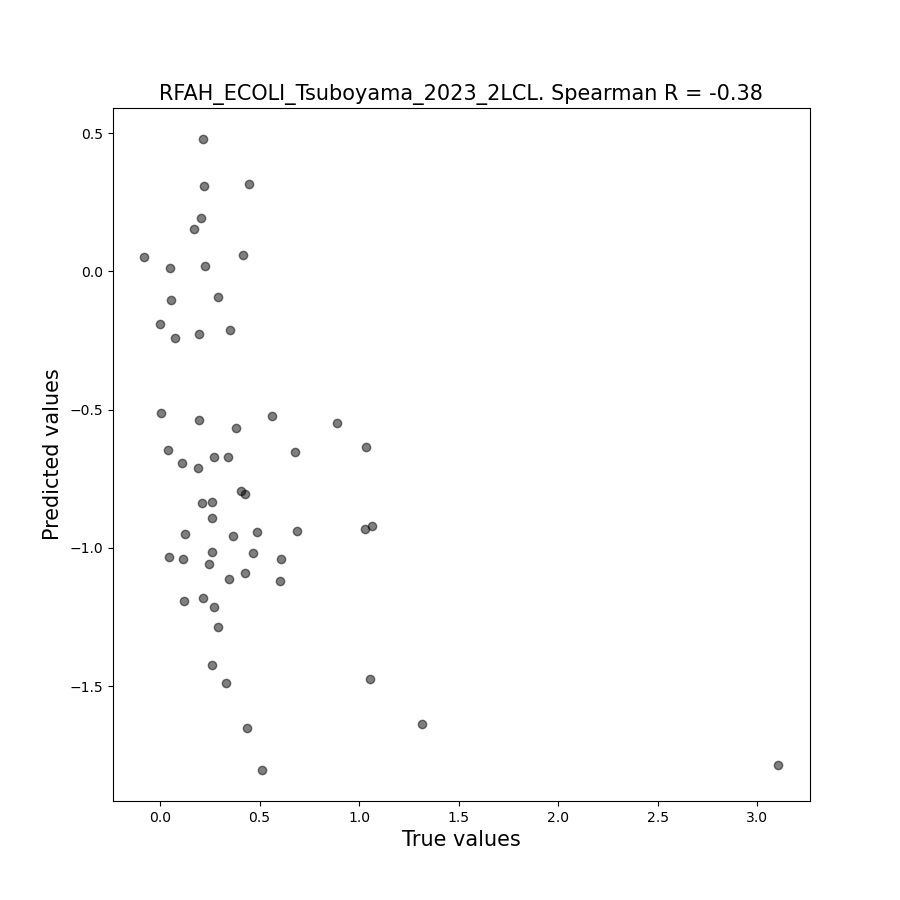 RFAH_ECOLI_Tsuboyama_2023_2LCL. Spearman R = -0.38
0.5
0.0
−0.5
−1.0
−1.5
Predicted values
0.0 0.5 1.0 1.5 2.0 2.5 3.0
True values